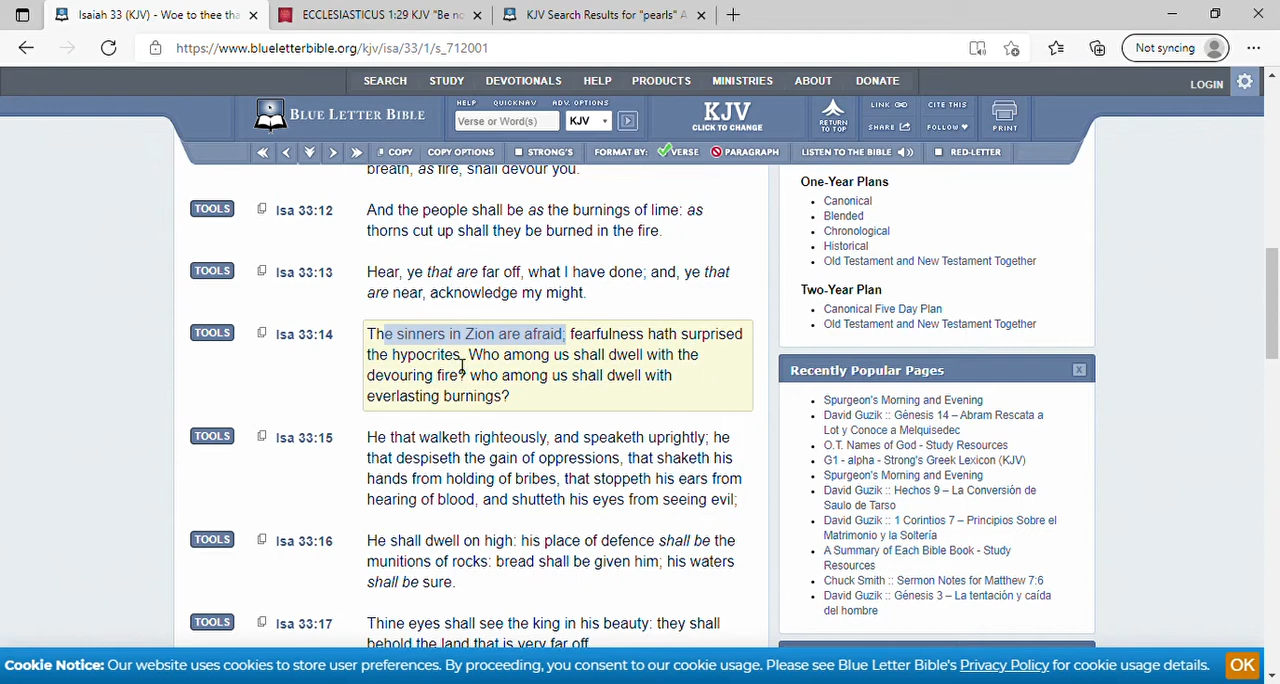 Isaiah 33 (KJV) - Woe to thee tha
ECCLESIASTICUS 1:29 KJV "Be no
KJV Search Results for "pearls" A
https://www.blueletterbible.org/kjv/isa/33/1/s_712001
Not syncing
SEARCH STUDY DEVOTIONALS HELP PRODUCTS MINISTRIES ABOUT DONATE
LOGIN
BLUE LETTER BIBLE
HELP QUICKNAV ADV. OPTIONS
Verse or Word(s) KJV
KJV
CLICK TO CHANGE
RETURN
TO TOP
LINK CITE THIS
SHARE FOLLOW
PRINT
COPY COPY OPTIONS STRONG'S FORMAT BY: VERSE PARAGRAPH LISTEN TO THE BIBLE RED-LETTER
breath, as fire, shall devour you.
TOOLS Isa 33:12 And the people shall be as the burnings of lime: as
thorns cut up shall they be burned in the fire.
TOOLS Isa 33:13 Hear, ye that are far off, what I have done; and, ye that
are near, acknowledge my might.
TOOLS Isa 33:14 The sinners in Zion are afraid; fearfulness hath surprised
the hypocrites. Who among us shall dwell with the
devouring fire? who among us shall dwell with
everlasting burnings?
TOOLS Isa 33:15 He that walketh righteously, and speaketh uprightly; he
that despiseth the gain of oppressions, that shaketh his
hands from holding of bribes, that stoppeth his ears from
hearing of blood, and shutteth his eyes from seeing evil;
TOOLS Isa 33:16 He shall dwell on high: his place of defence shall be the
munitions of rocks: bread shall be given him; his waters
shall be sure.
TOOLS Isa 33:17 Thine eyes shall see the king in his beauty: they shall
behold the land that is very far off.
One-Year Plans
Canonical
Blended
Chronological
Historical
Old Testament and New Testament Together
Two-Year Plan
Canonical Five Day Plan
Old Testament and New Testament Together
Recently Popular Pages x
Spurgeon's Morning and Evening
David Guzik :: Génesis 14 – Abram Rescata a
Lot y Conoce a Melquisedec
O.T. Names of God - Study Resources
G1 - alpha - Strong's Greek Lexicon (KJV)
Spurgeon's Morning and Evening
David Guzik :: Hechos 9 – La Conversión de
Saulo de Tarso
David Guzik :: 1 Corintios 7 – Principios Sobre el
Matrimonio y la Soltería
A Summary of Each Bible Book - Study
Resources
Chuck Smith :: Sermon Notes for Matthew 7:6
David Guzik :: Génesis 3 – La tentación y caída
del hombre
Cookie Notice: Our website uses cookies to store user preferences. By proceeding, you consent to our cookie usage. Please see Blue Letter Bible's Privacy Policy for cookie usage details. OK